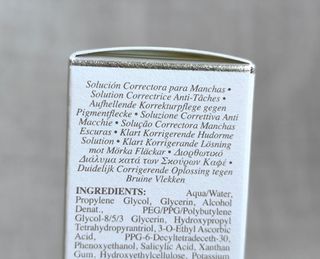 Solución Correctora para Manchas •
Solution Correctrice Anti-Tâches •
Aufhellende Korrekturpflege gegen
Pigmentflecke • Soluzione Correttiva Anti
Macchie • Solução Correctora Manchas
Escuras • Klart Korrigerende Hudorme
Solution • Klart Korrigerande Lösning
mot Mörka Fläckar • Διορθωτικό
Διάλυμα κατά των Σκούρων Καφέ •
Duidelijk Corrigerende Oplossing tegen
Bruine Vlekken
INGREDIENTS: Aqua/Water,
Propylene Glycol, Glycerin, Alcohol
Denat., PEG/PPG/Polybutylene
Glycol-8/5/3 Glycerin, Hydroxypropyl
Tetrahydropyrantriol, 3-O-Ethyl Ascorbic
Acid, PPG-6-Decyltetradeceth-30,
Phenoxyethanol, Salicylic Acid, Xanthan
Gum, Hydroxyethylcellulose, Potassium